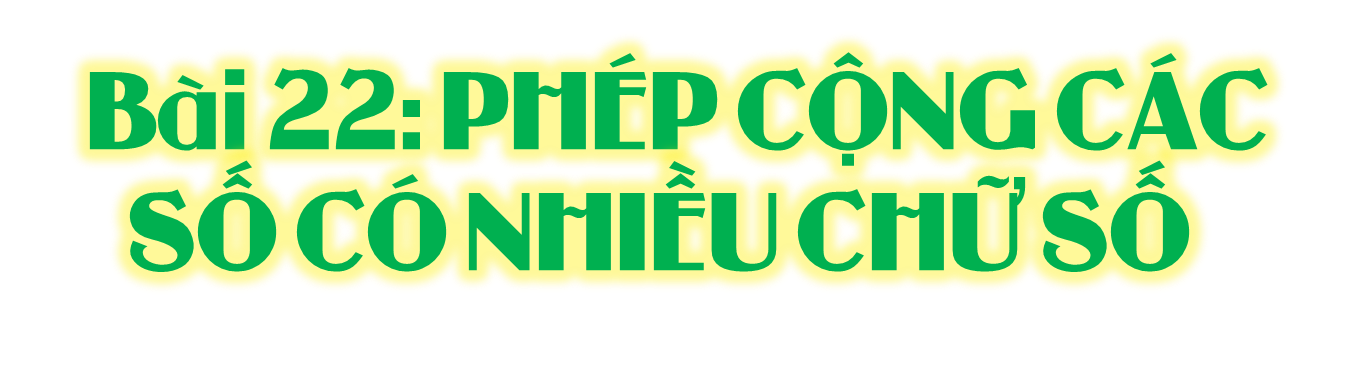 Bài 22: PHÉP CỘNG CÁC
SỐ CÓ NHIỀU CHỮ SỐ